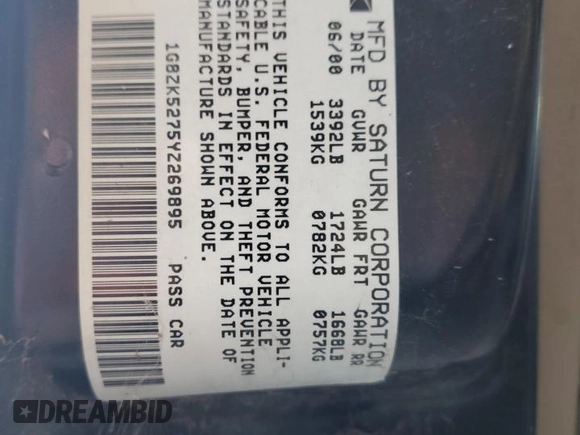 MFD BY SATURN CORPORATION
DATE GVWR GAWR FRT GAWR RR
06/00 3392LB 1724LB 1668LB
1539KG 0782KG 0757KG
THIS VEHICLE CONFORMS TO ALL APPLI-
CABLE U.S. FEDERAL MOTOR VEHICLE
SAFETY, BUMPER, AND THEFT PREVENTION
STANDARDS IN EFFECT ON THE DATE OF
MANUFACTURE SHOWN ABOVE.
1G8ZK5275YZ269895 PASS CAR
DREAMBID